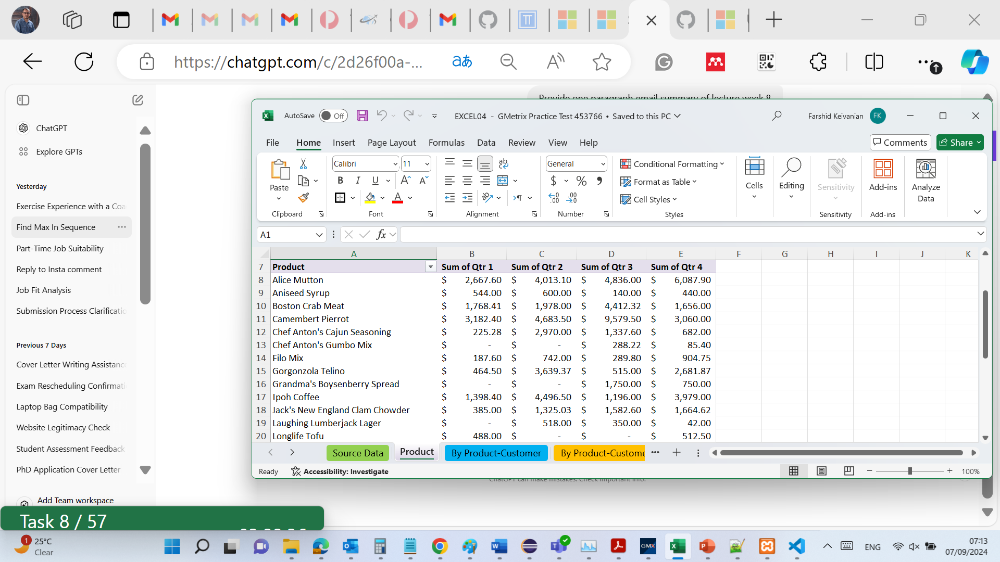 https://chatgpt.com/c/2d26f00a-...
ChatGPT
Explore GPTs
Yesterday
Exercise Experience with a Coa
Find Max In Sequence
Part-Time Job Suitability
Reply to Insta comment
Job Fit Analysis
Submission Process Clarificatio
Previous 7 Days
Cover Letter Writing Assistance
Exam Rescheduling Confirmati
Laptop Bag Compatibility
Website Legitimacy Check
Student Assessment Feedback
PhD Application Cover Letter
Add Team workspace
Provide one paragraph email summary of lecture week 8
AutoSave Off EXCEL04 - GMetrix Practice Test 453766 • Saved to this PC Farshid Keivanian FK
File Home Insert Page Layout Formulas Data Review View Help Comments Share
Paste
Clipboard
Calibri 11
B I U A A
A
Font
ab
Alignment
General
$ % 9
Number
Conditional Formatting
Format as Table
Cell Styles
Styles
Cells
Editing
Sensitivity
Sensitivity
Add-ins
Add-ins
Analyze
Data
A1 fx
A B C D E F G H I J K
7 Product Sum of Qtr 1 Sum of Qtr 2 Sum of Qtr 3 Sum of Qtr 4
8 Alice Mutton $ 2,667.60 $ 4,013.10 $ 4,836.00 $ 6,087.90
9 Aniseed Syrup $ 544.00 $ 600.00 $ 140.00 $ 440.00
10 Boston Crab Meat $ 1,768.41 $ 1,978.00 $ 4,412.32 $ 1,656.00
11 Camembert Pierrot $ 3,182.40 $ 4,683.50 $ 9,579.50 $ 3,060.00
12 Chef Anton's Cajun Seasoning $ 225.28 $ 2,970.00 $ 1,337.60 $ 682.00
13 Chef Anton's Gumbo Mix $ - $ - $ 288.22 $ 85.40
14 Filo Mix $ 187.60 $ 742.00 $ 289.80 $ 904.75
15 Gorgonzola Telino $ 464.50 $ 3,639.37 $ 515.00 $ 2,681.87
16 Grandma's Boysenberry Spread $ - $ - $ 1,750.00 $ 750.00
17 Ipoh Coffee $ 1,398.40 $ 4,496.50 $ 1,196.00 $ 3,979.00
18 Jack's New England Clam Chowder $ 385.00 $ 1,325.03 $ 1,582.60 $ 1,664.62
19 Laughing Lumberjack Lager $ - $ 518.00 $ 350.00 $ 42.00
20 Longlife Tofu $ 488.00 $ - $ - $ 512.50
Source Data Product By Product-Customer By Product-Custome
Ready Accessibility: Investigate 100%
ChatGPT can make mistakes. Check important info.
Task 8 / 57
1 25°C
Clear
GMX
ENG
07:13
07/09/2024